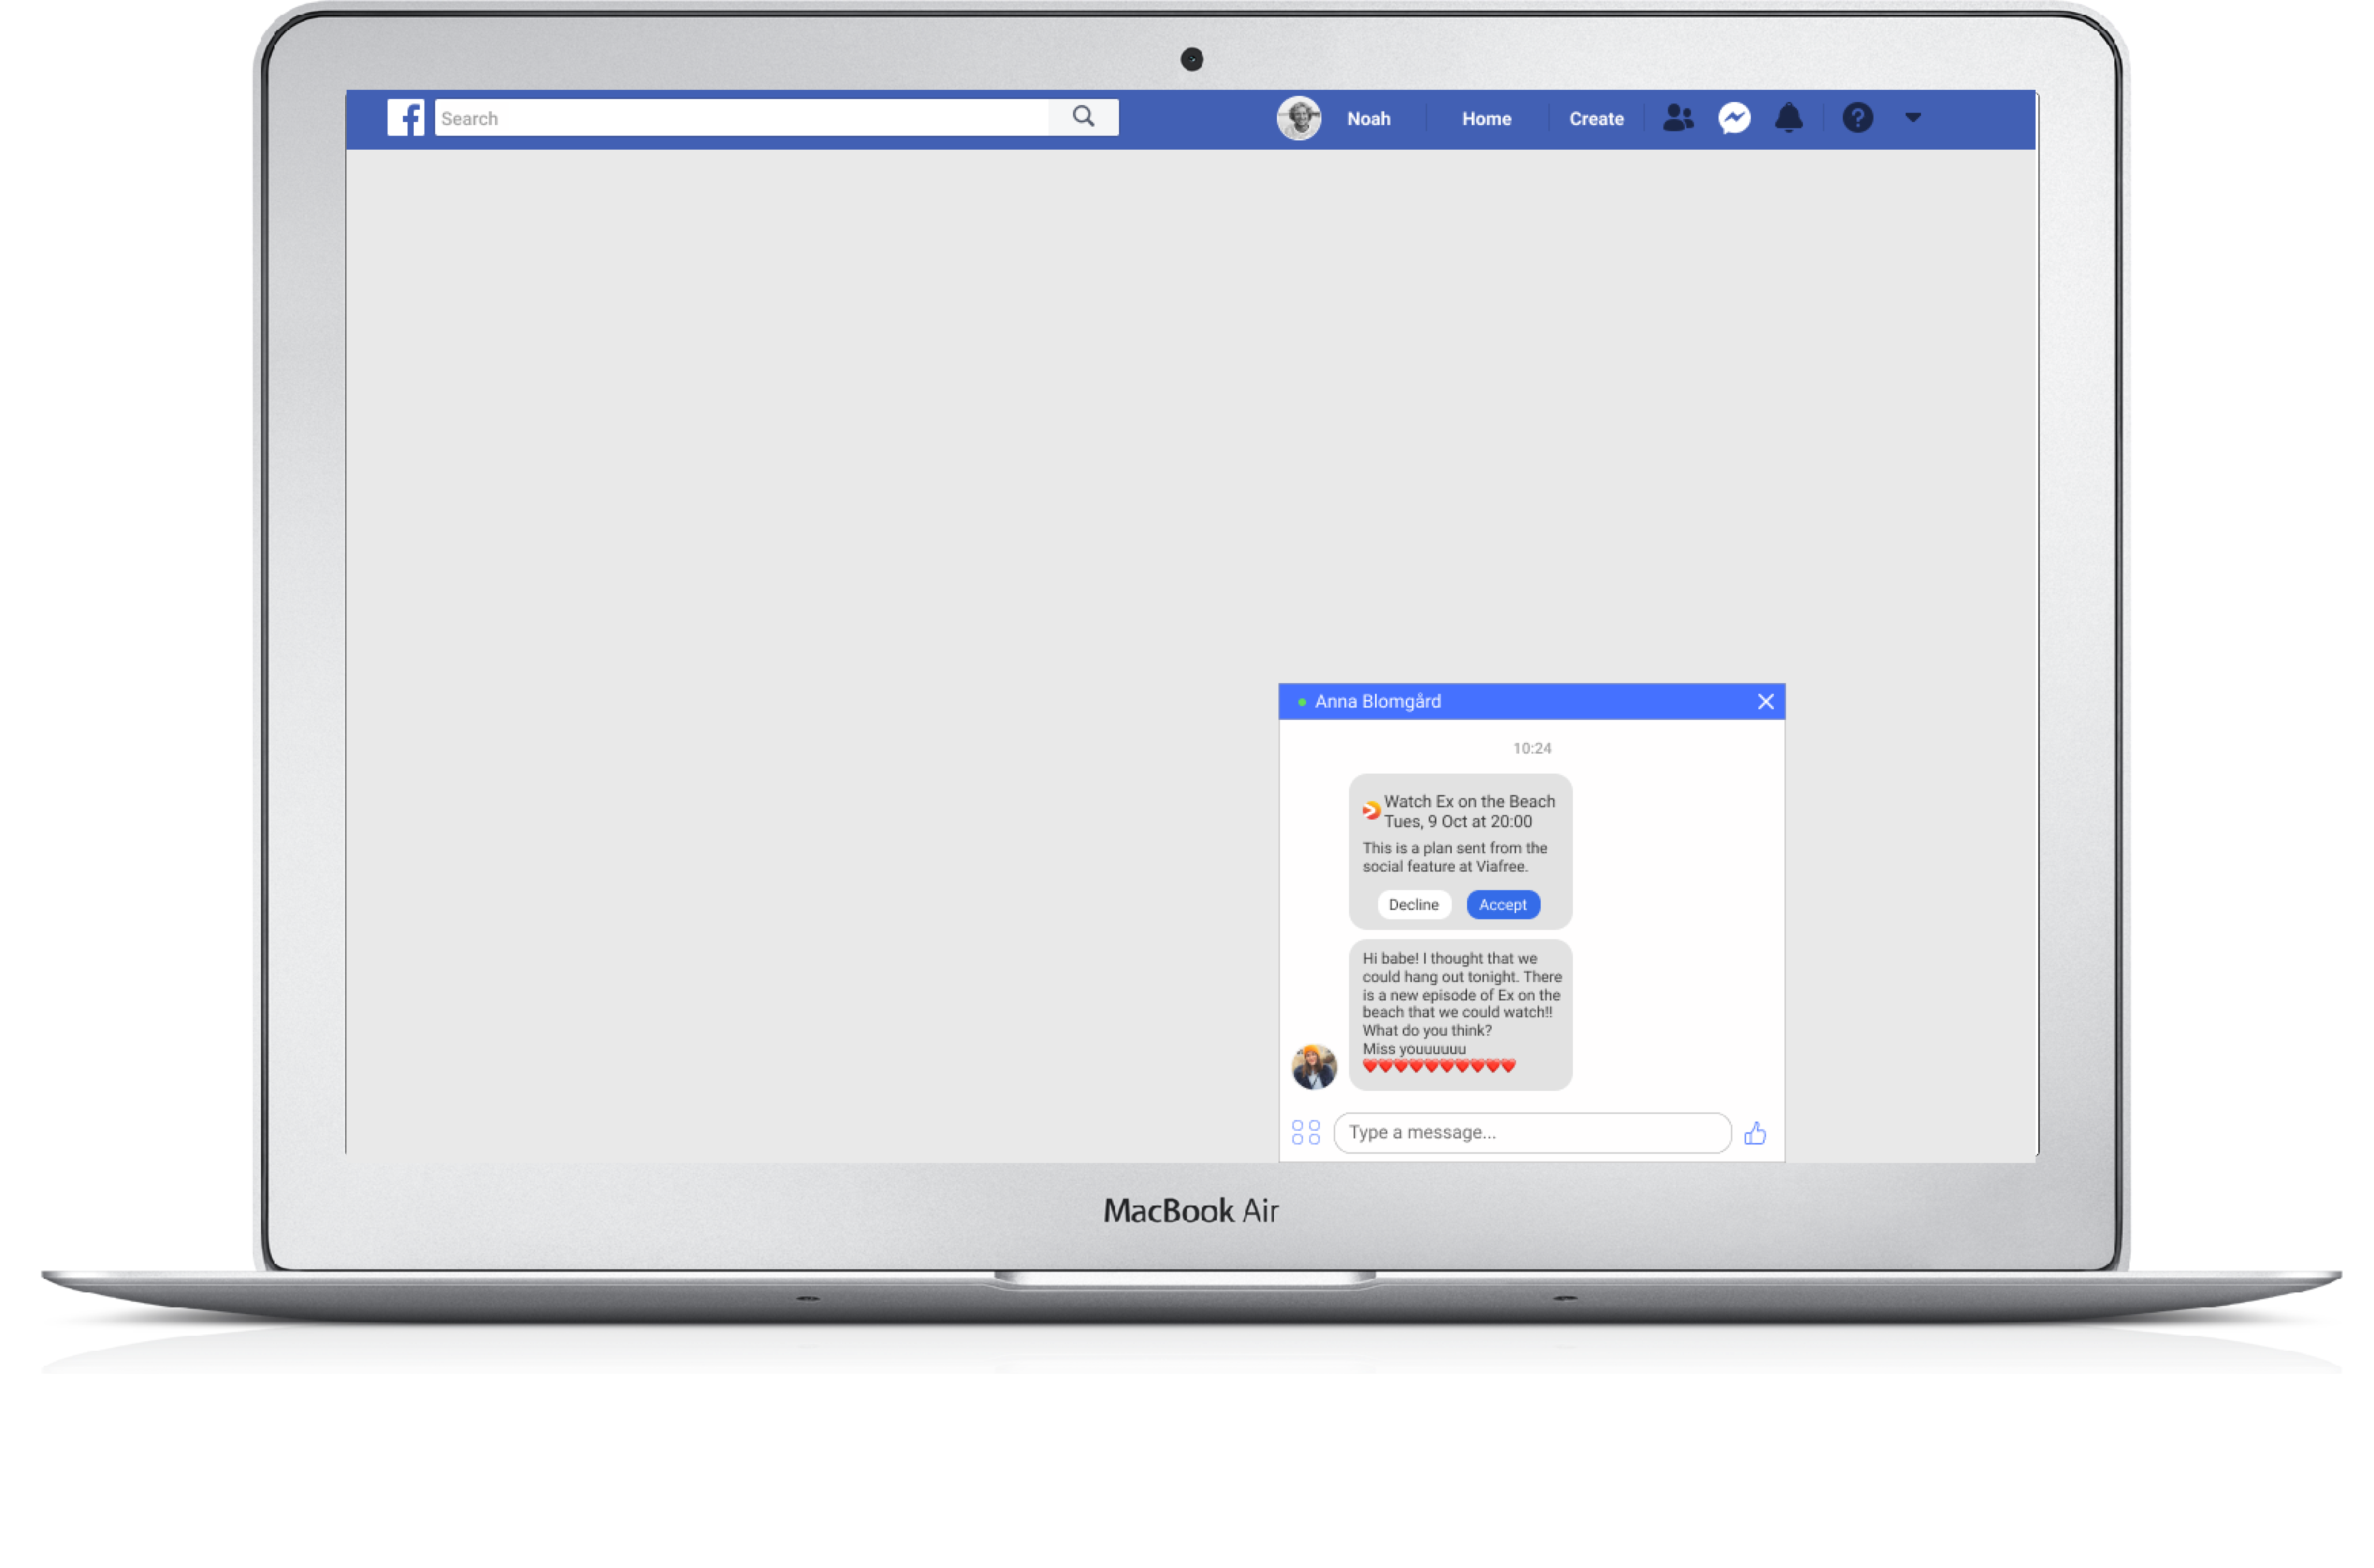 Search
Noah
Home
Create
Anna Blomgård
10:24
Watch Ex on the Beach
Tues, 9 Oct at 20:00
This is a plan sent from the
social feature at Viafree.
Decline
Accept
Hi babe! I thought that we
could hang out tonight. There
is a new episode of Ex on the
beach that we could watch!!
What do you think?
Miss youuuuuu
❤️❤️❤️❤️❤️❤️❤️❤️❤️❤️
Type a message...
MacBook Air